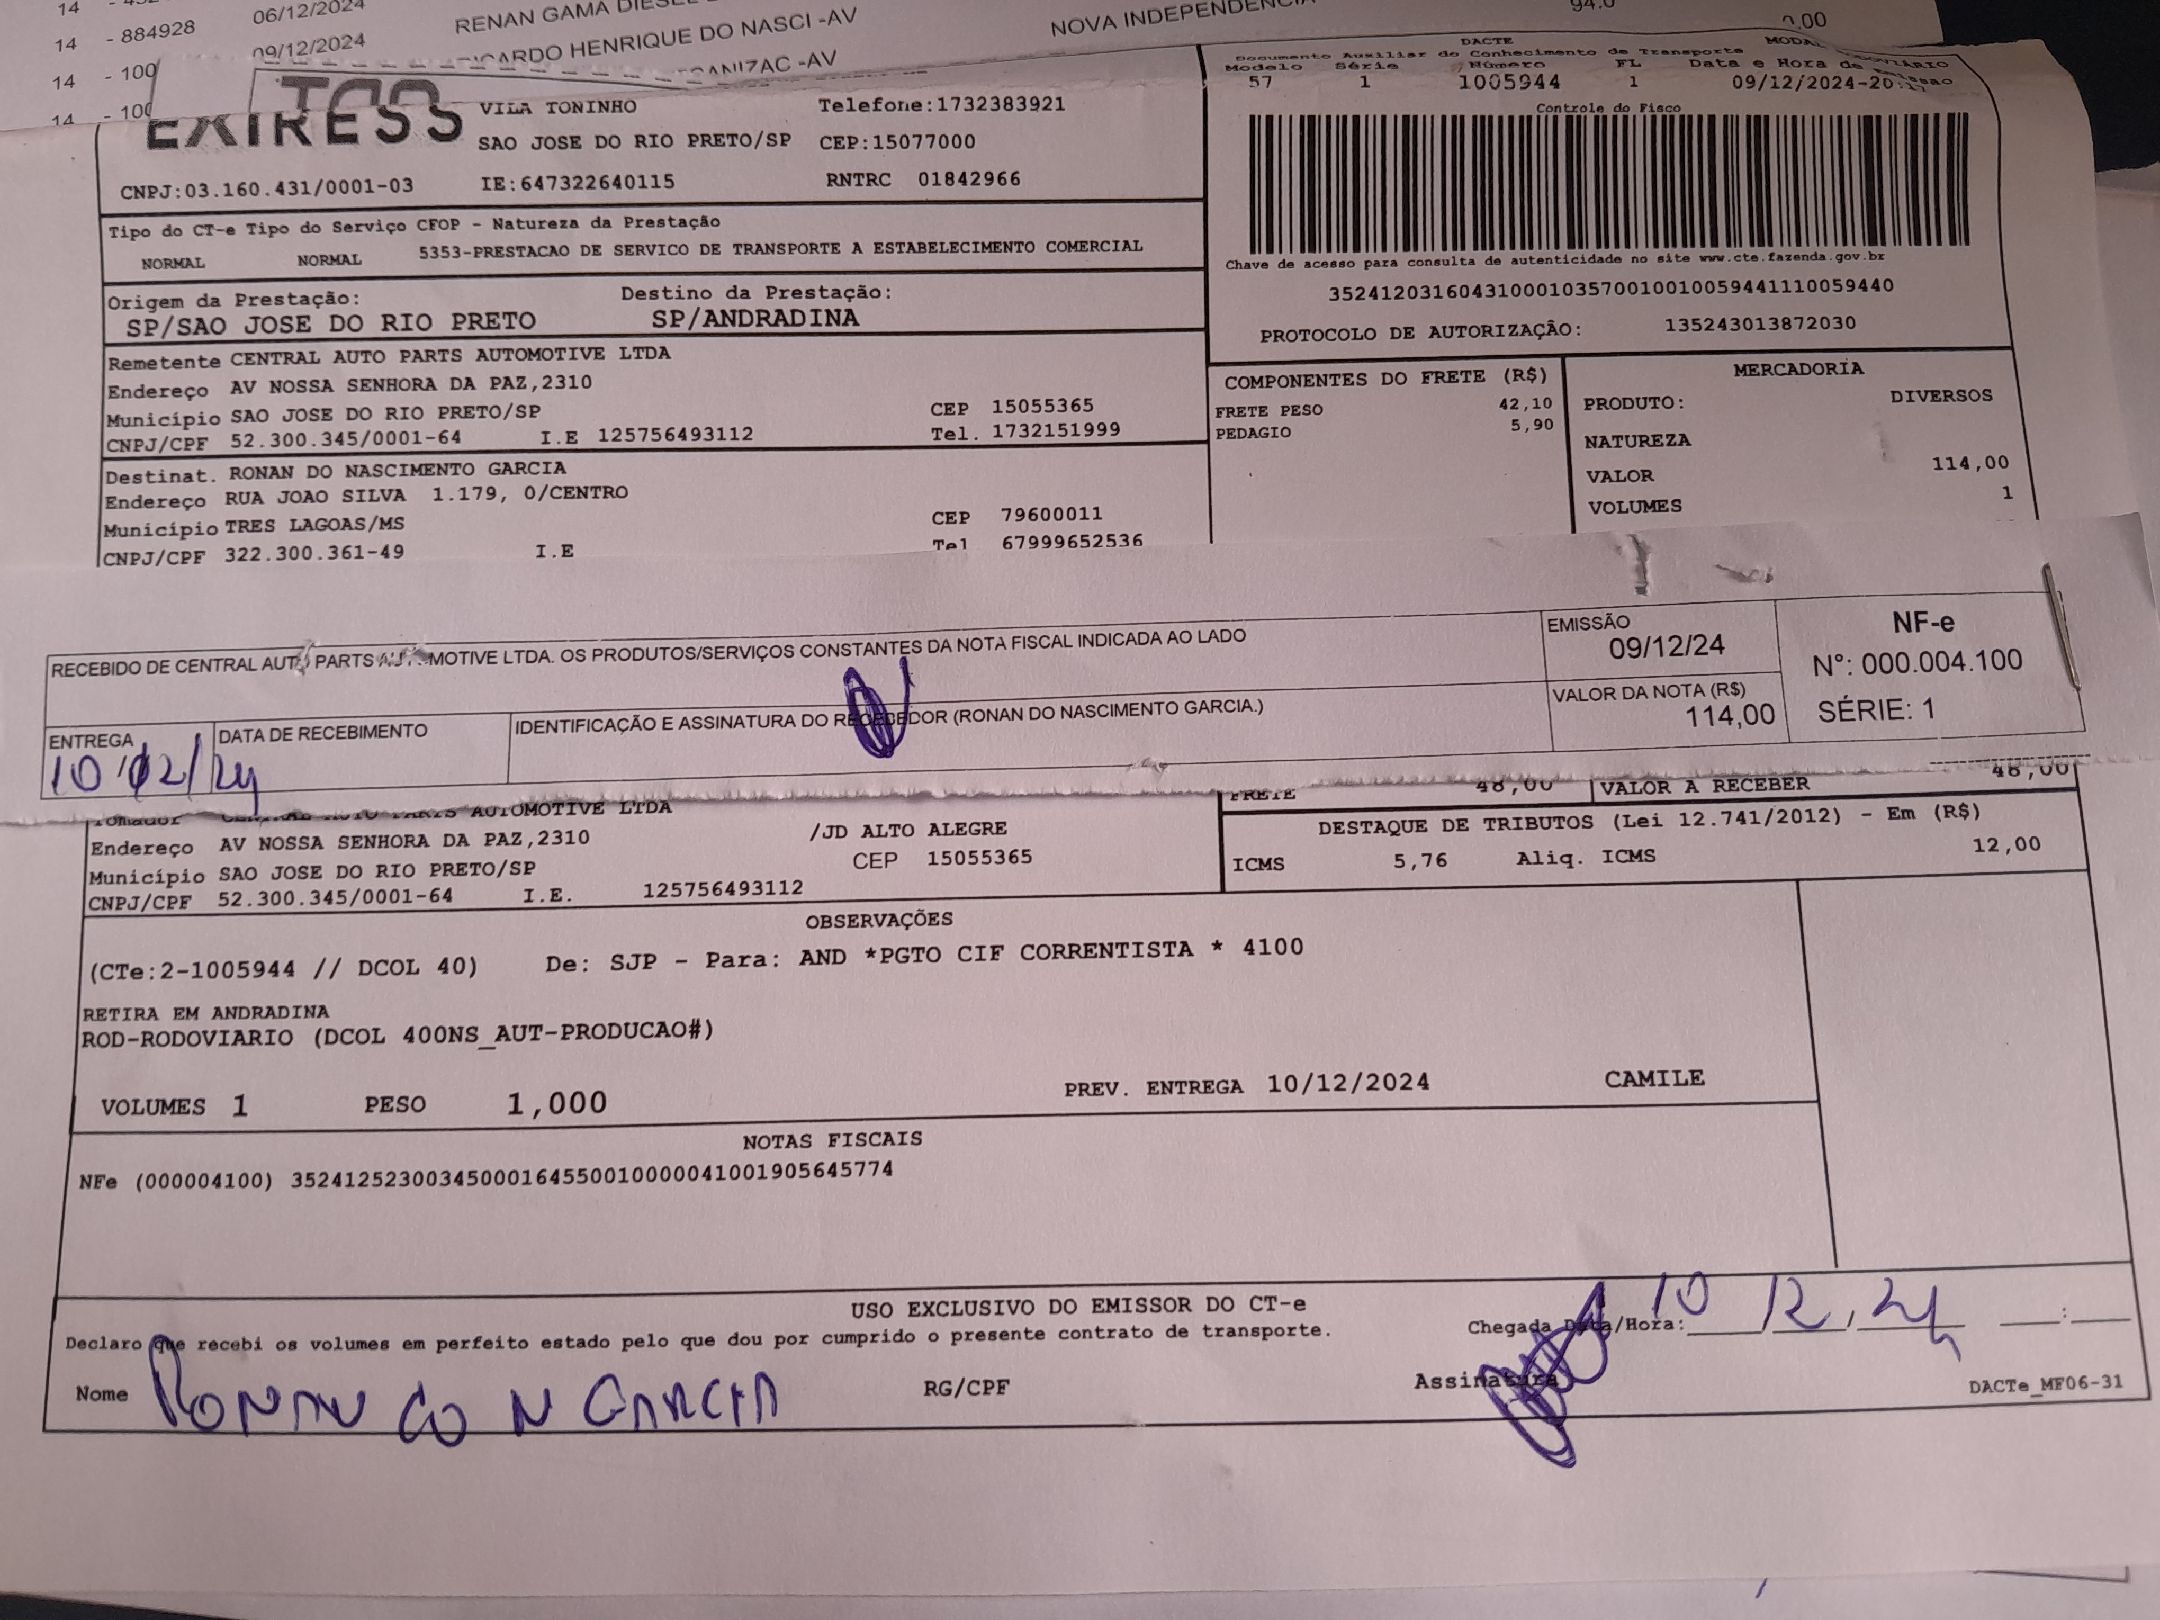 06/12/2024
14 - 884928 09/12/2024 RENAN GAMA
RICARDO HENRIQUE DO NASCI -AV NOVA INDEPENDENCIA 0,00
14 - 100
14 - 100
EXPRESS
VILA TONINHO Telefone:1732383921
SAO JOSE DO RIO PRETO/SP CEP:15077000
CNPJ:03.160.431/0001-03 IE:647322640115 RNTRC 01842966
DACTE
Documento Auxiliar do Conhecimento de Transporte
Modelo Série Número FL Data e Hora de
57 1 1005944 1 09/12/2024
Controle do Fisco
Chave de acesso para consulta de autenticidade no site www.cte.fazenda.gov.br
35241203160431000103570010010059441110059440
PROTOCOLO DE AUTORIZAÇÃO: 135243013872030
Tipo do CT-e Tipo do Serviço CFOP - Natureza da Prestação
NORMAL NORMAL 5353-PRESTACAO DE SERVICO DE TRANSPORTE A ESTABELECIMENTO COMERCIAL
Origem da Prestação: Destino da Prestação:
SP/SAO JOSE DO RIO PRETO SP/ANDRADINA
Remetente CENTRAL AUTO PARTS AUTOMOTIVE LTDA
Endereço AV NOSSA SENHORA DA PAZ,2310
Município SAO JOSE DO RIO PRETO/SP CEP 15055365
CNPJ/CPF 52.300.345/0001-64 I.E 125756493112 Tel. 1732151999
Destinat. RONAN DO NASCIMENTO GARCIA
Endereço RUA JOAO SILVA 1.179, 0/CENTRO
Município TRES LAGOAS/MS CEP 79600011
CNPJ/CPF 322.300.361-49 I.E Tel 67999652536
COMPONENTES DO FRETE (R$)
FRETE PESO 42,10
PEDAGIO 5,90
MERCADORIA
PRODUTO: DIVERSOS
NATUREZA
VALOR 114,00
VOLUMES 1
RECEBIDO DE CENTRAL AUTO PARTS AUTOMOTIVE LTDA. OS PRODUTOS/SERVIÇOS CONSTANTES DA NOTA FISCAL INDICADA AO LADO
EMISSÃO
09/12/24
NF-e
Nº: 000.004.100
SÉRIE: 1
VALOR DA NOTA (R$)
114,00
ENTREGA DATA DE RECEBIMENTO IDENTIFICAÇÃO E ASSINATURA DO RECEBEDOR (RONAN DO NASCIMENTO GARCIA.)
10/12/24
FRETE 48,00 VALOR A RECEBER 48,00
Tomador CENTRAL AUTO PARTS AUTOMOTIVE LTDA
Endereço AV NOSSA SENHORA DA PAZ,2310 /JD ALTO ALEGRE
Município SAO JOSE DO RIO PRETO/SP CEP 15055365
CNPJ/CPF 52.300.345/0001-64 I.E. 125756493112
DESTAQUE DE TRIBUTOS (Lei 12.741/2012) - Em (R$)
ICMS 5,76 Aliq. ICMS 12,00
OBSERVAÇÕES
(CTe:2-1005944 // DCOL 40) De: SJP - Para: AND *PGTO CIF CORRENTISTA * 4100
RETIRA EM ANDRADINA
ROD-RODOVIARIO (DCOL 400NS_AUT-PRODUCAO#)
VOLUMES 1 PESO 1,000 PREV. ENTREGA 10/12/2024 CAMILE
NOTAS FISCAIS
NFe (000004100) 35241252300345000164550010000041001905645774
USO EXCLUSIVO DO EMISSOR DO CT-e
Declaro que recebi os volumes em perfeito estado pelo que dou por cumprido o presente contrato de transporte.
Chegada Data/Hora: 10/12/24 :
Nome RONAN DO N GARCIA RG/CPF Assinatura
DACTe_MF06-31